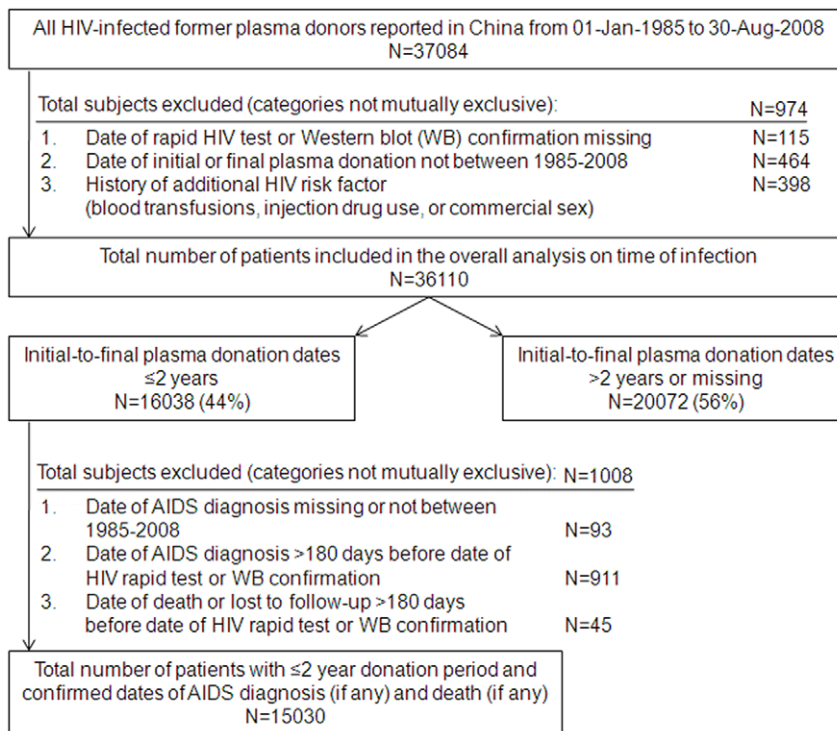 All HIV-infected former plasma donors reported in China from 01-Jan-1985 to 30-Aug-2008
N=37084
Total subjects excluded (categories not mutually exclusive): N=974
1. Date of rapid HIV test or Western blot (WB) confirmation missing N=115
2. Date of initial or final plasma donation not between 1985-2008 N=464
3. History of additional HIV risk factor N=398
(blood transfusions, injection drug use, or commercial sex)
Total number of patients included in the overall analysis on time of infection
N=36110
Initial-to-final plasma donation dates
≤2 years
N=16038 (44%)
Initial-to-final plasma donation dates
>2 years or missing
N=20072 (56%)
Total subjects excluded (categories not mutually exclusive): N=1008
1. Date of AIDS diagnosis missing or not between
1985-2008 N=93
2. Date of AIDS diagnosis >180 days before date of
HIV rapid test or WB confirmation N=911
3. Date of death or lost to follow-up >180 days
before date of HIV rapid test or WB confirmation N=45
Total number of patients with ≤2 year donation period and
confirmed dates of AIDS diagnosis (if any) and death (if any)
N=15030